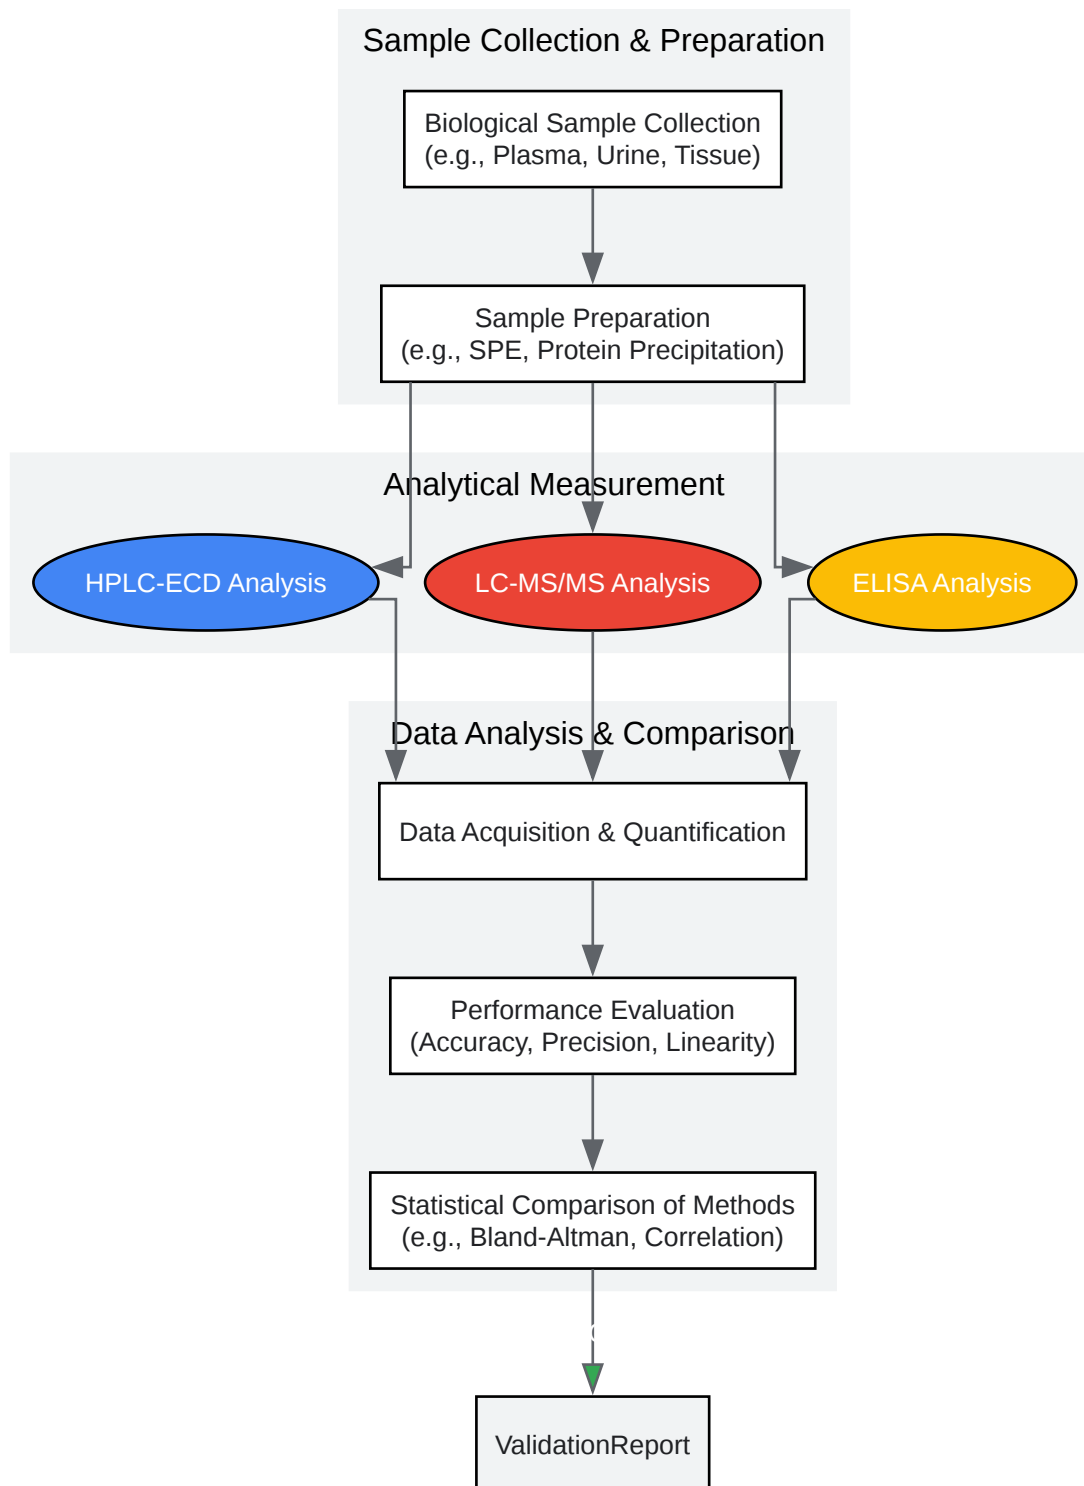 Sample Collection & Preparation
Biological Sample Collection
(e.g., Plasma, Urine, Tissue)
Sample Preparation
(e.g., SPE, Protein Precipitation)
Analytical Measurement
HPLC-ECD Analysis
LC-MS/MS Analysis
ELISA Analysis
Data Analysis & Comparison
Data Acquisition & Quantification
Performance Evaluation
(Accuracy, Precision, Linearity)
Statistical Comparison of Methods
(e.g., Bland-Altman, Correlation)
ValidationReport